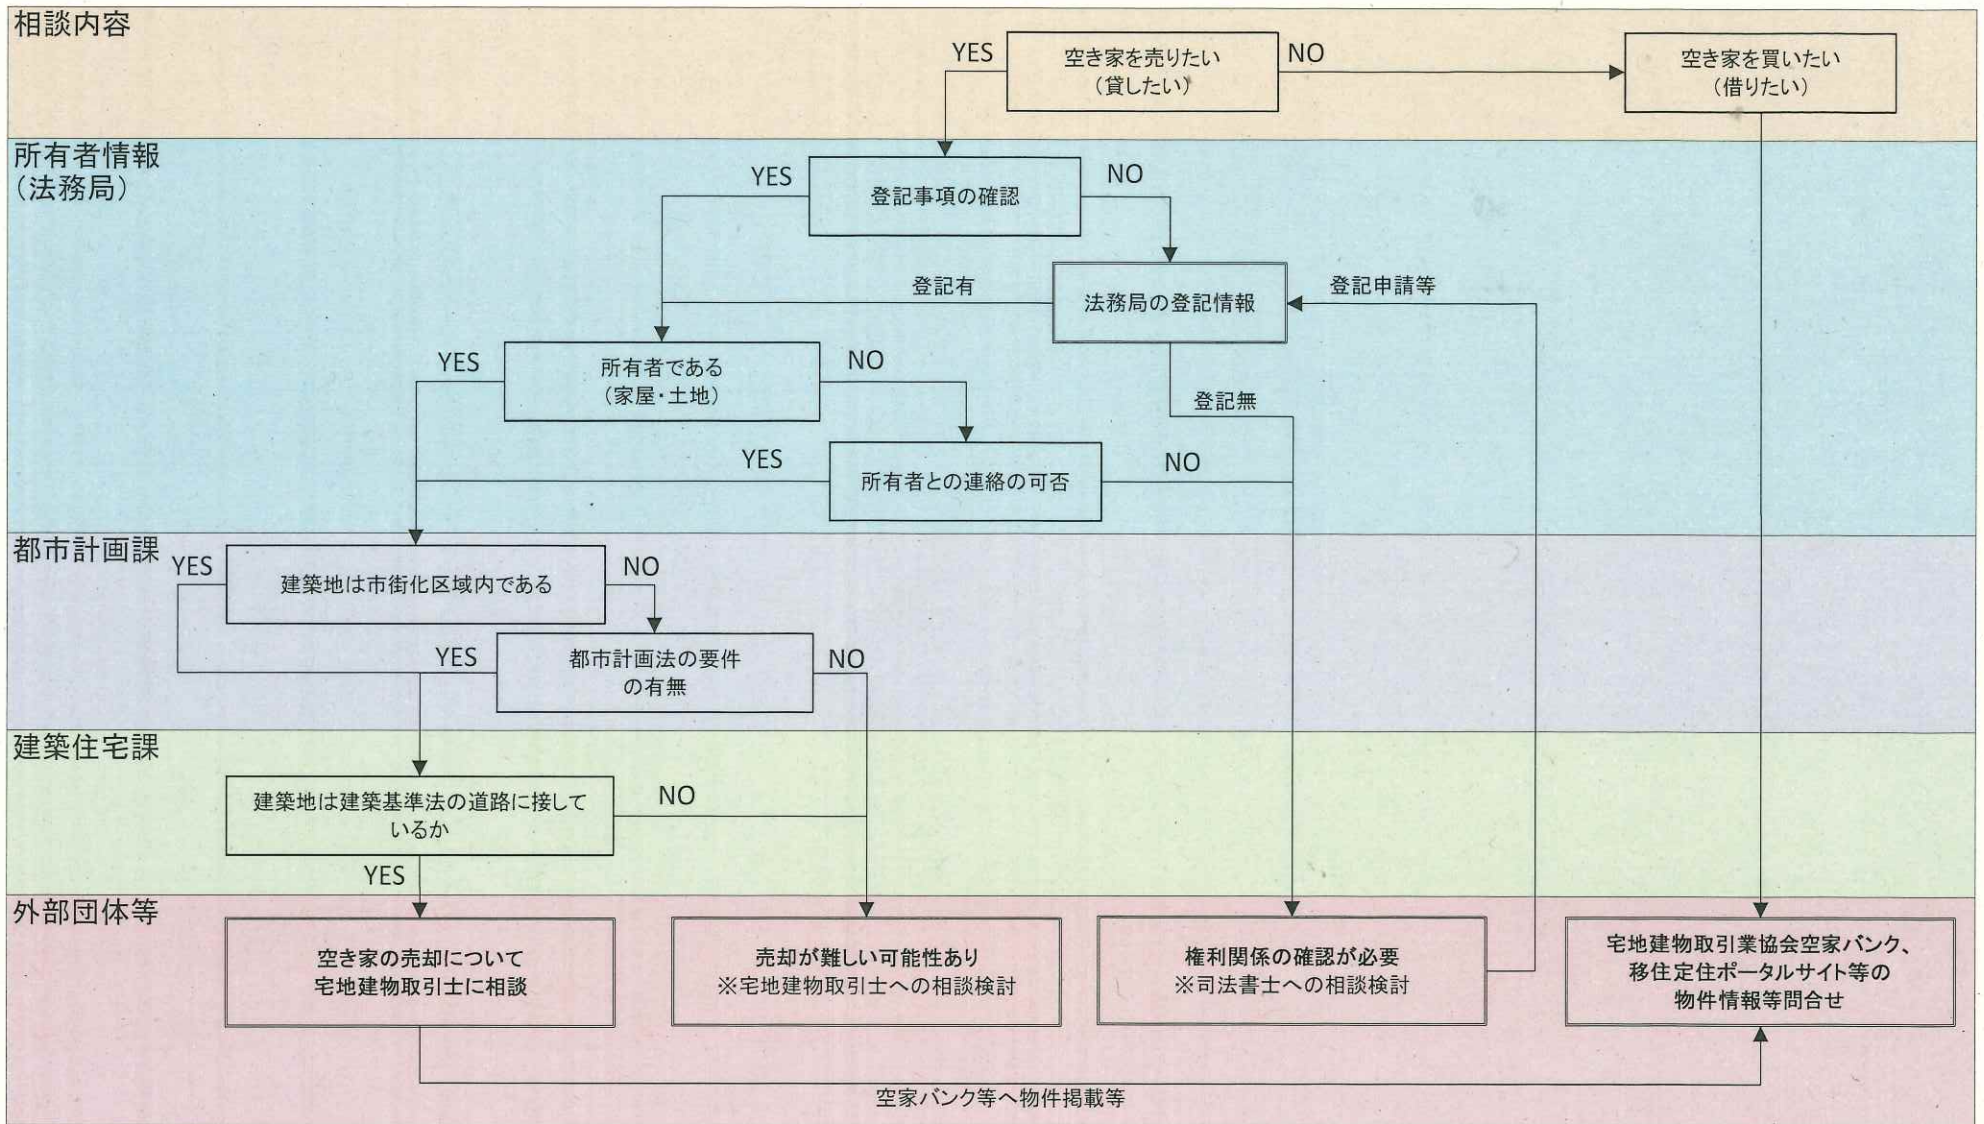 相談内容
YES
空き家を売りたい
（貸したい）
NO
空き家を買いたい
（借りたい）
所有者情報
（法務局）
YES
登記事項の確認
NO
登記有
法務局の登記情報
登記申請等
YES
所有者である
（家屋・土地）
NO
登記無
YES
所有者との連絡の可否
NO
都市計画課
YES
建築地は市街化区域内である
NO
YES
都市計画法の要件
の有無
NO
建築住宅課
建築地は建築基準法の道路に接して
いるか
NO
YES
外部団体等
空き家の売却について
宅地建物取引士に相談
売却が難しい可能性あり
※宅地建物取引士への相談検討
権利関係の確認が必要
※司法書士への相談検討
宅地建物取引業協会空家バンク、
移住定住ポータルサイト等の
物件情報等問合せ
空家バンク等へ物件掲載等